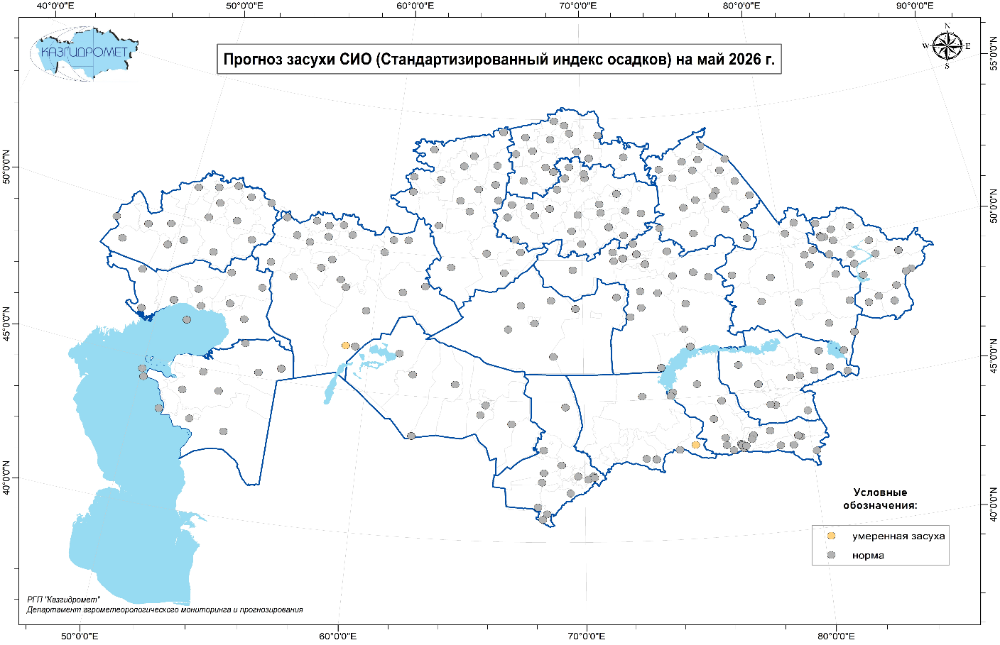 40°0'0"E 50°0'0"E 60°0'0"E 70°0'0"E 80°0'0"E 90°0'0"E
КАЗГИДРОМЕТ
Прогноз засухи СИО (Стандартизированный индекс осадков) на май 2026 г.
N
W E
S
55°0'0"N
50°0'0"N
50°0'0"N
45°0'0"N
45°0'0"N
40°0'0"N
40°0'0"N
Условные
обозначения:
умеренная засуха
норма
РГП "Казгидромет"
Департамент агрометеорологического мониторинга и прогнозирования
50°0'0"E 60°0'0"E 70°0'0"E 80°0'0"E